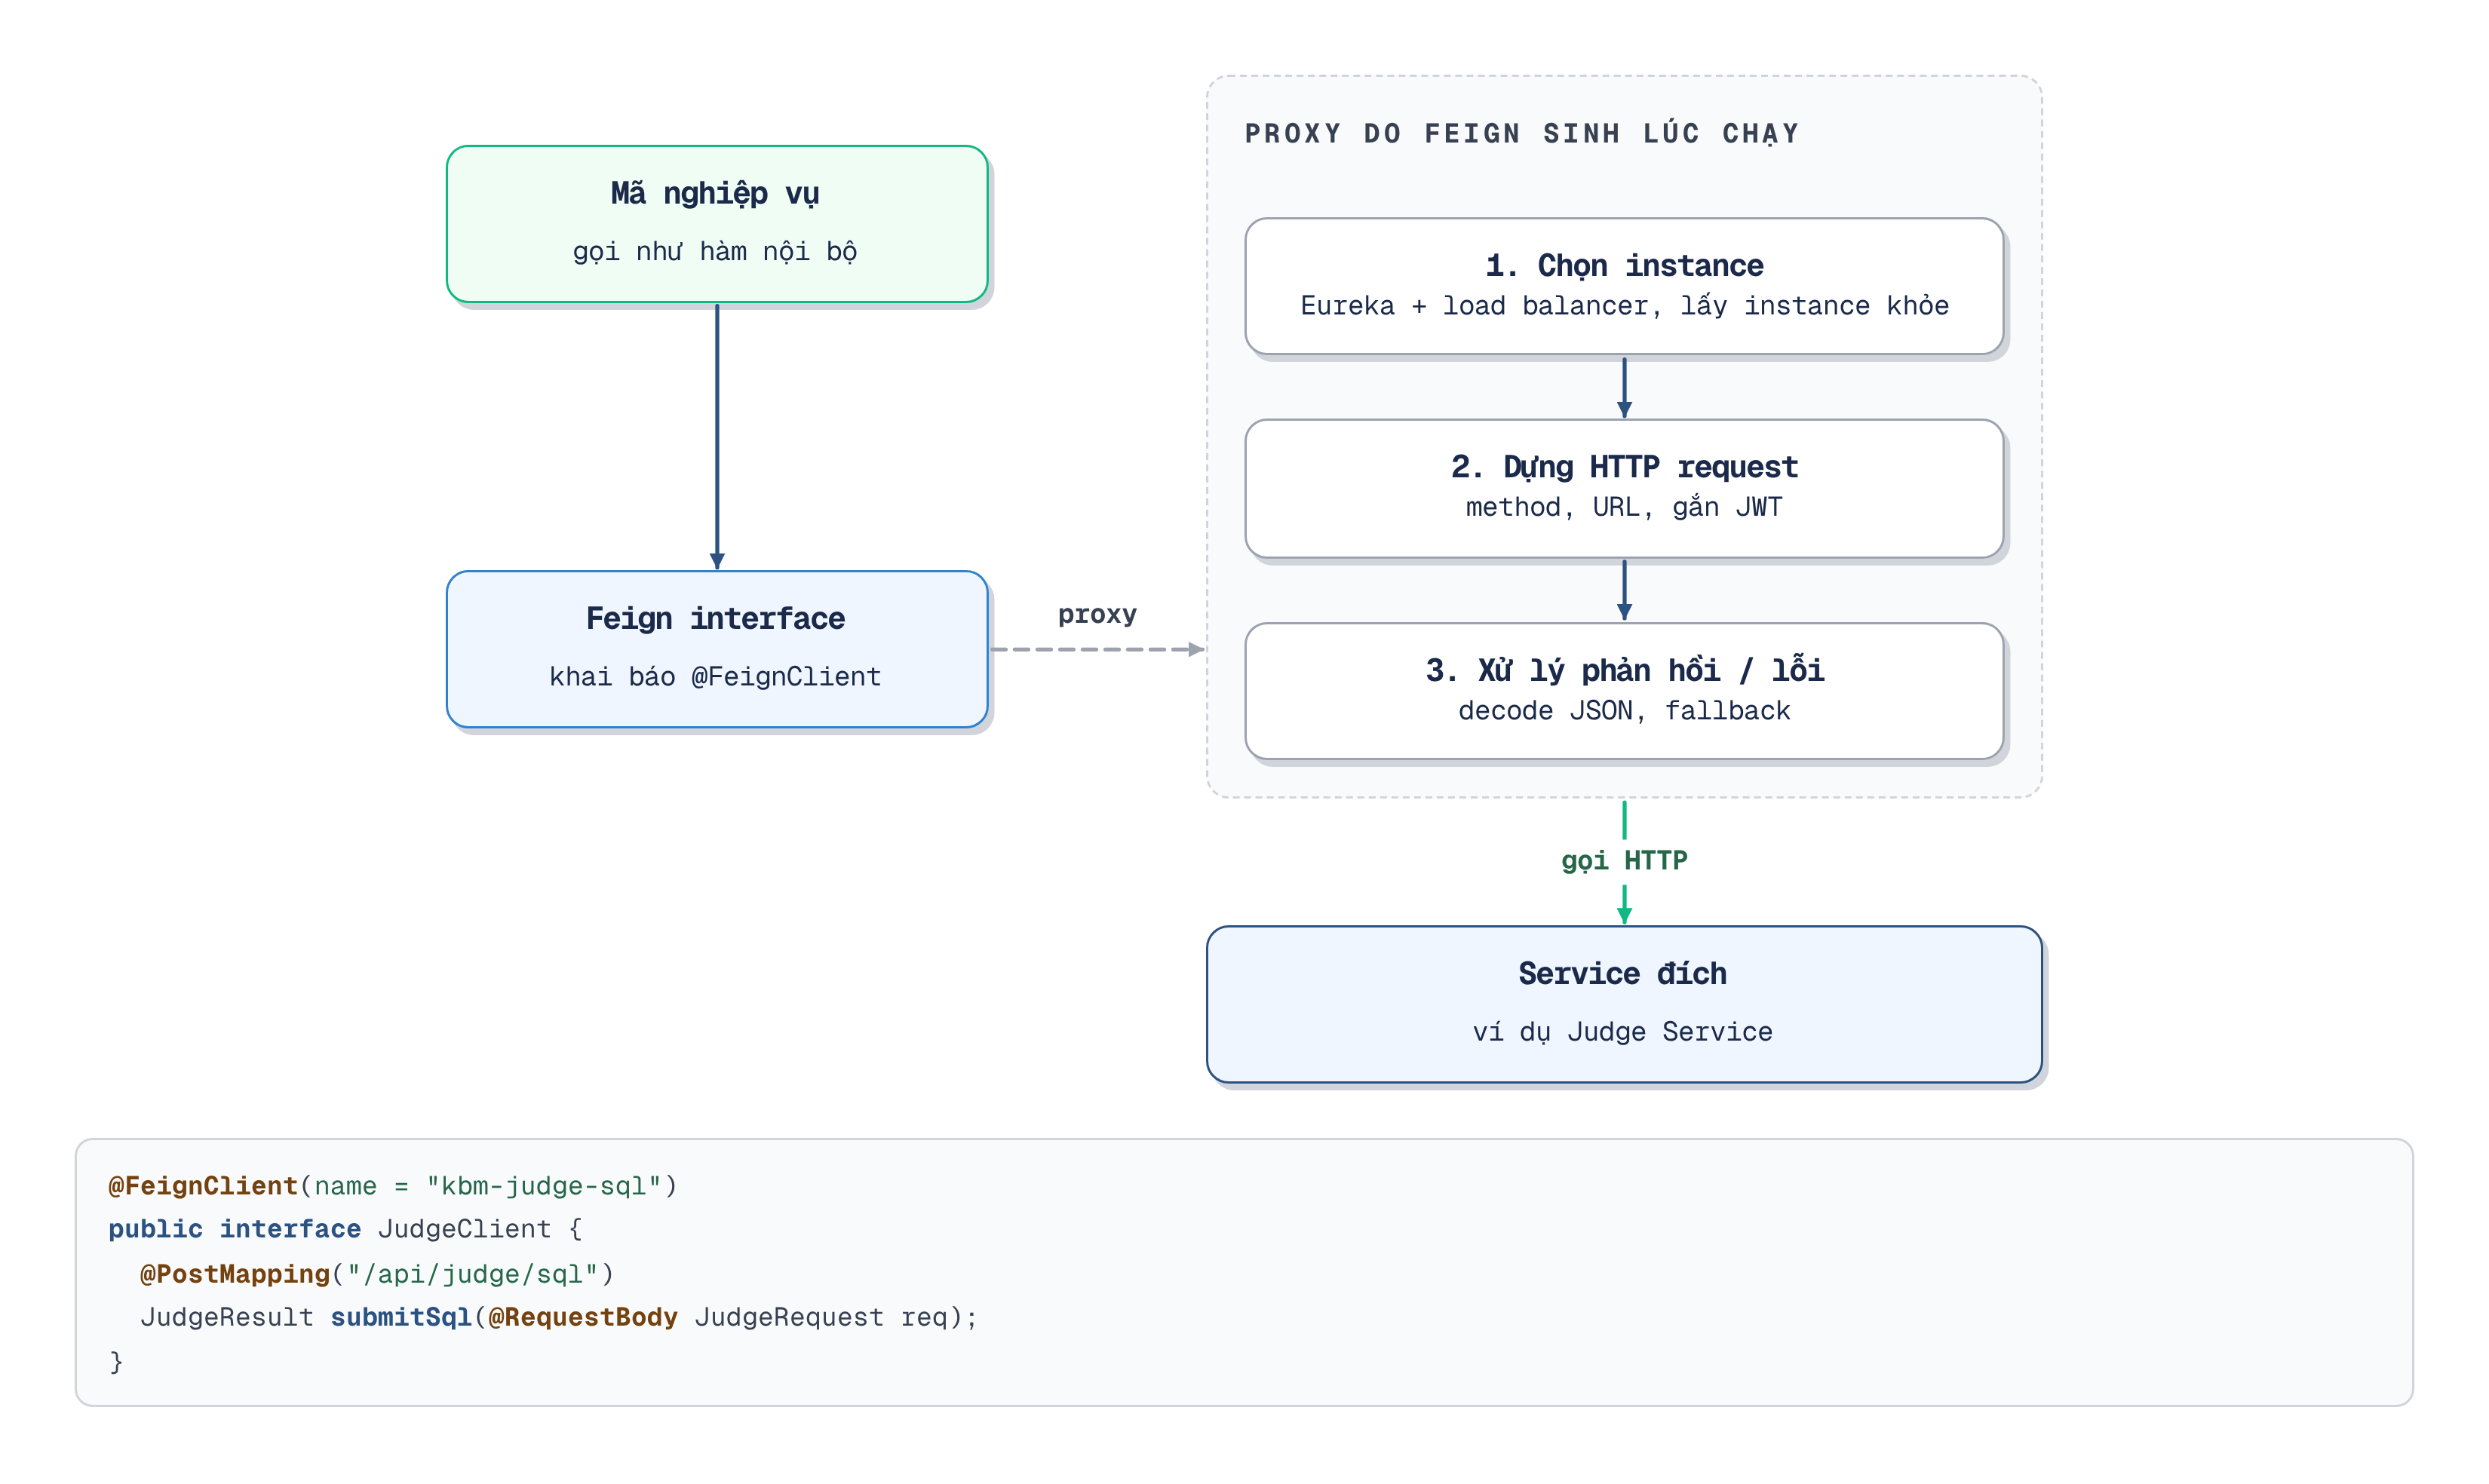 Mã nghiệp vụ
gọi như hàm nội bộ
Feign interface
khai báo @FeignClient
proxy
PROXY DO FEIGN SINH LÚC CHẠY
1. Chọn instance
Eureka + load balancer, lấy instance khỏe
2. Dựng HTTP request
method, URL, gắn JWT
3. Xử lý phản hồi / lỗi
decode JSON, fallback
gọi HTTP
Service đích
ví dụ Judge Service
@FeignClient(name = "kbm-judge-sql")
public interface JudgeClient {
  @PostMapping("/api/judge/sql")
  JudgeResult submitSql(@RequestBody JudgeRequest req);
}